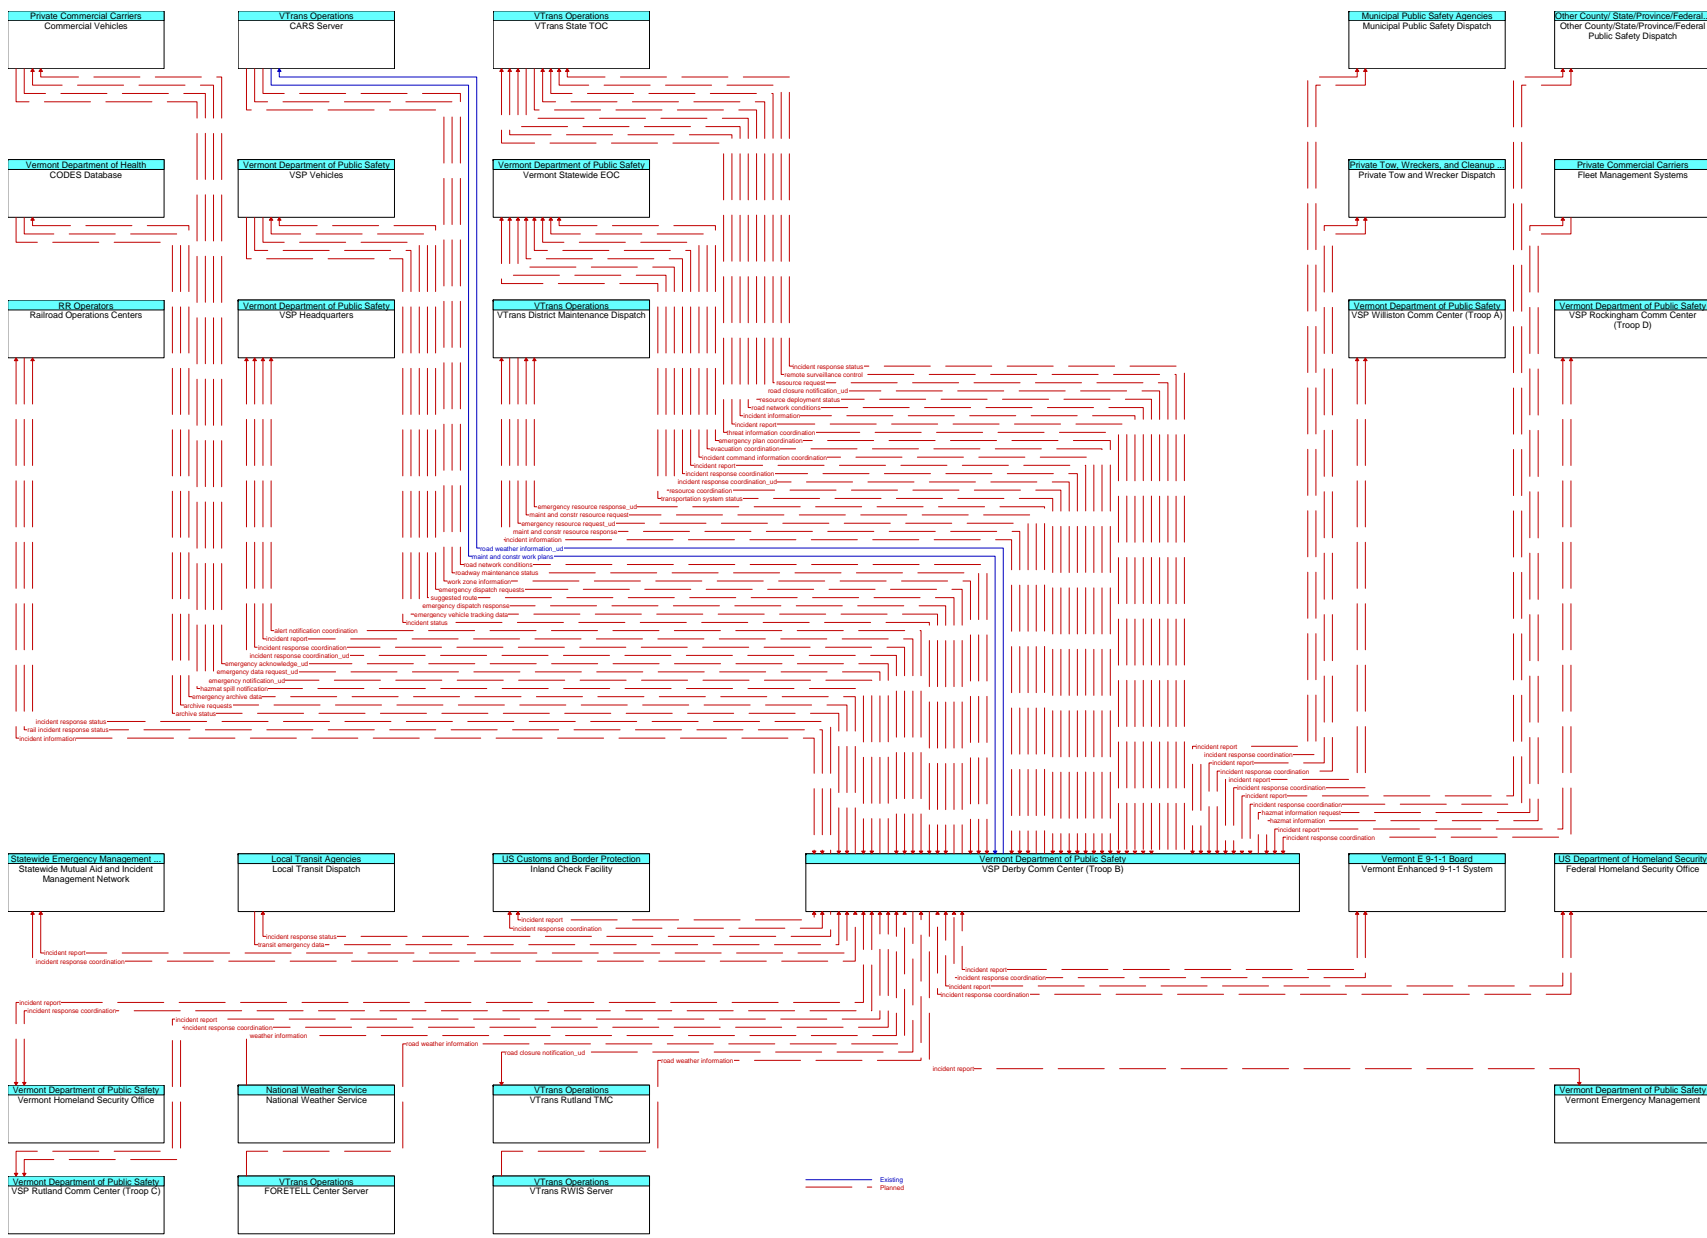 Private Commercial Carriers
Commercial Vehicles
VTrans Operations
CARS Server
VTrans Operations
VTrans State TOC
Municipal Public Safety Agencies
Municipal Public Safety Dispatch
Other County/ State/Province/Federal...
Other County/State/Province/Federal
Public Safety Dispatch
Vermont Department of Health
CODES Database
Vermont Department of Public Safety
VSP Vehicles
Vermont Department of Public Safety
Vermont Statewide EOC
Private Tow, Wreckers, and Cleanup ...
Private Tow and Wrecker Dispatch
Private Commercial Carriers
Fleet Management Systems
RR Operators
Railroad Operations Centers
Vermont Department of Public Safety
VSP Headquarters
VTrans Operations
VTrans District Maintenance Dispatch
Vermont Department of Public Safety
VSP Williston Comm Center (Troop A)
Vermont Department of Public Safety
VSP Rockingham Comm Center
(Troop D)
incident response status
remote surveillance control
resource request
road closure notification_ud
resource deployment status
road network conditions
incident information
incident report
threat information coordination
emergency plan coordination
evacuation coordination
incident command information coordination
incident report
incident response coordination
incident response coordination_ud
resource coordination
transportation system status
emergency resource response_ud
maint and constr resource request
emergency resource request_ud
maint and constr resource response
incident information
road weather information_ud
maint and constr work plans
road network conditions
roadway maintenance status
work zone information
emergency dispatch requests
suggested route
emergency dispatch response
emergency vehicle tracking data
incident status
alert notification coordination
incident report
incident response coordination
incident response coordination_ud
emergency acknowledge_ud
emergency data request_ud
emergency notification_ud
hazmat spill notification
emergency archive data
archive requests
archive status
incident response status
rail incident response status
incident information
incident report
incident response coordination
incident report
incident response coordination
incident report
incident response coordination
incident report
incident response coordination
hazmat information request
hazmat information
incident report
incident response coordination
Statewide Emergency Management ...
Statewide Mutual Aid and Incident
Management Network
Local Transit Agencies
Local Transit Dispatch
US Customs and Border Protection
Inland Check Facility
Vermont Department of Public Safety
VSP Derby Comm Center (Troop B)
Vermont E 9-1-1 Board
Vermont Enhanced 9-1-1 System
US Department of Homeland Security
Federal Homeland Security Office
incident report
incident response coordination
incident response status
transit emergency data
incident report
incident response coordination
incident report
incident response coordination
incident report
incident response coordination
incident report
incident response coordination
incident report
incident response coordination
weather information
road weather information
road closure notification_ud
road weather information
incident report
Vermont Department of Public Safety
Vermont Homeland Security Office
National Weather Service
National Weather Service
VTrans Operations
VTrans Rutland TMC
Vermont Department of Public Safety
Vermont Emergency Management
Vermont Department of Public Safety
VSP Rutland Comm Center (Troop C)
VTrans Operations
FORETELL Center Server
VTrans Operations
VTrans RWIS Server
Existing
Planned